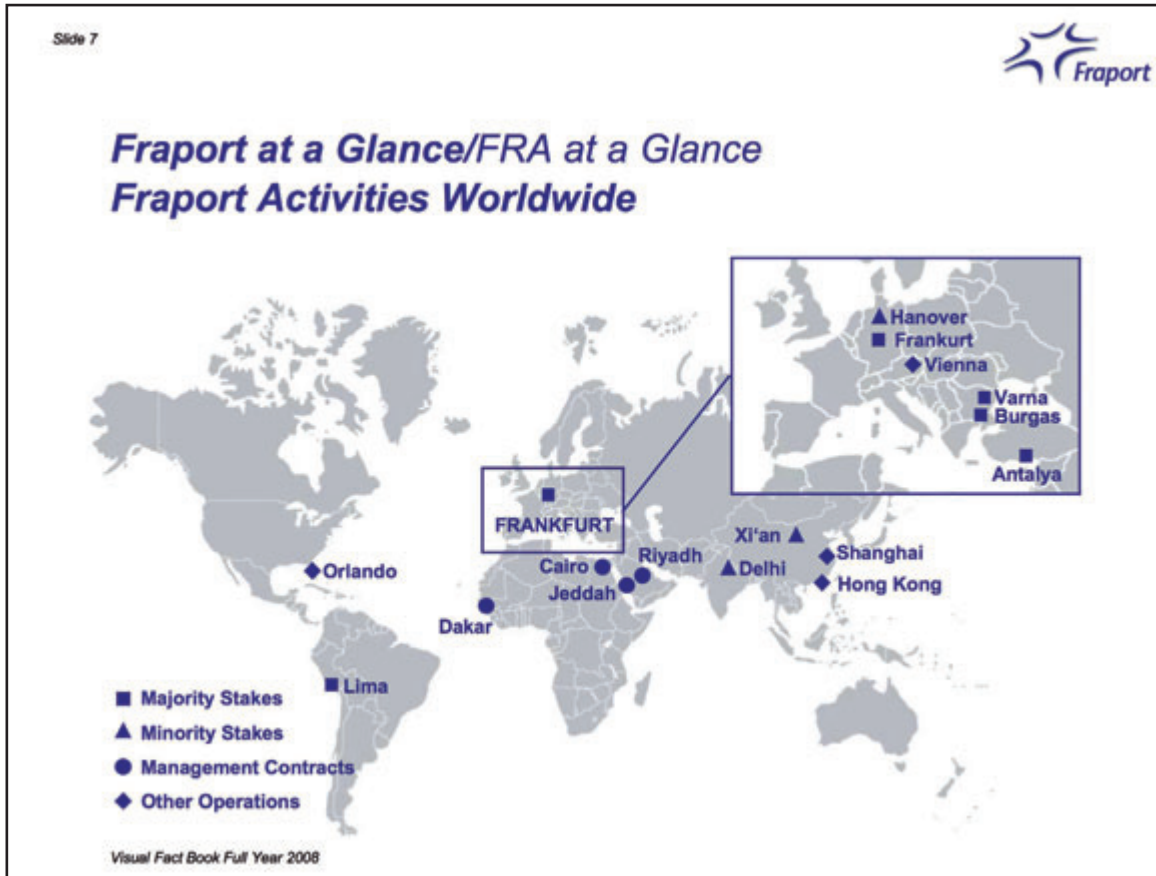 Slide 7
Fraport
Fraport at a Glance/FRA at a Glance
Fraport Activities Worldwide
Hanover
Frankurt
Vienna
Varna
Burgas
Antalya
FRANKFURT
Xi'an
Shanghai
Delhi
Hong Kong
Riyadh
Cairo
Jeddah
Orlando
Dakar
Lima
Majority Stakes
Minority Stakes
Management Contracts
Other Operations
Visual Fact Book Full Year 2008